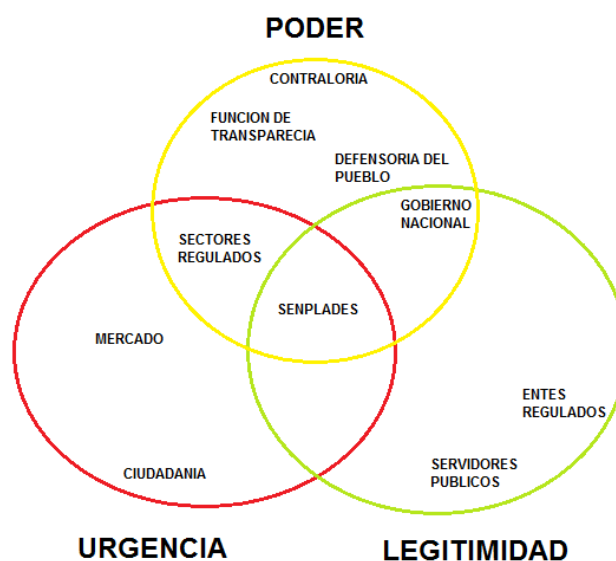 PODER
CONTRALORIA
FUNCION DE
TRANSPARECIA
DEFENSORIA DEL
PUEBLO
GOBIERNO
NACIONAL
SECTORES
REGULADOS
SENPLADES
MERCADO
ENTES
REGULADOS
CIUDADANIA
SERVIDORES
PUBLICOS
URGENCIA
LEGITIMIDAD